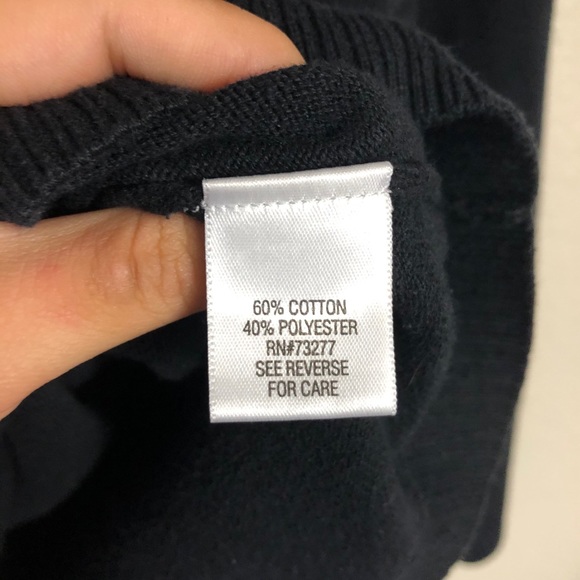 60% COTTON
40% POLYESTER
RN#73277
SEE REVERSE
FOR CARE